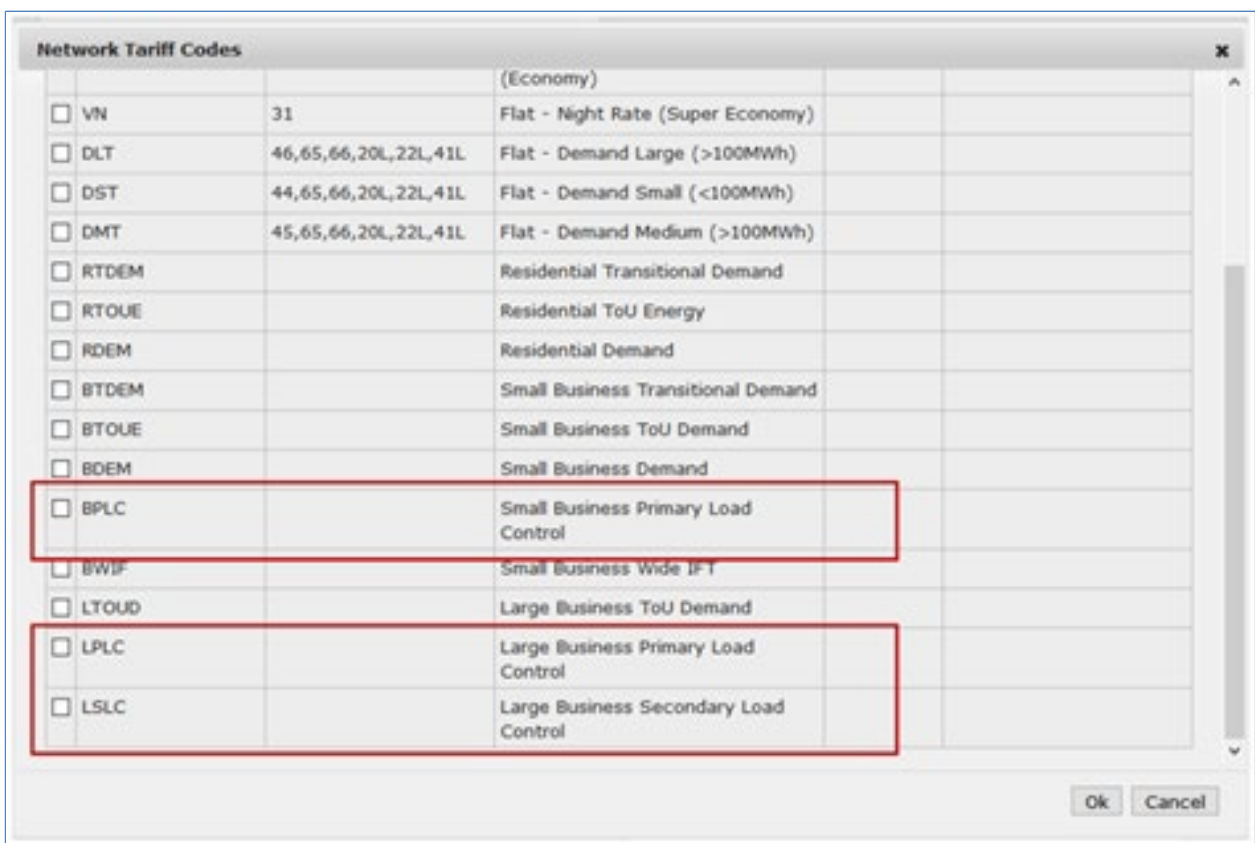 Network Tariff Codes
(Economy)
VN 31 Flat - Night Rate (Super Economy)
DLT 46,65,66,20L,22L,41L Flat - Demand Large (>100MWh)
DST 44,65,66,20L,22L,41L Flat - Demand Small (<100MWh)
DMT 45,65,66,20L,22L,41L Flat - Demand Medium (>100MWh)
RTDEM Residential Transitional Demand
RTOUE Residential ToU Energy
RDEM Residential Demand
BTDEM Small Business Transitional Demand
BTOUE Small Business ToU Demand
BDEM Small Business Demand
BPLC Small Business Primary Load
Control
BWIF Small Business Wide IFT
LTOUD Large Business ToU Demand
LPLC Large Business Primary Load
Control
LSLC Large Business Secondary Load
Control
Ok Cancel